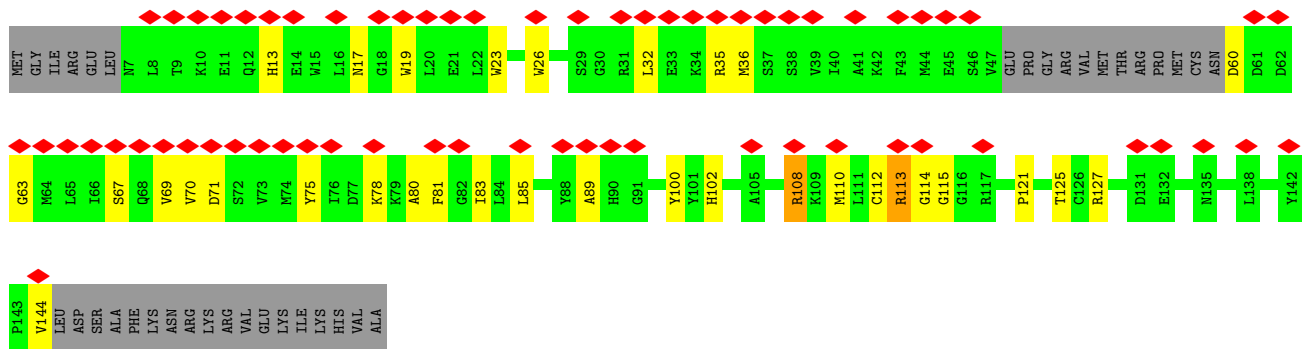 MET GLY ILE ARG GLU LEU N7 L8 T9 K10 E11 Q12 H13 E14 W15 L16 N17 G18 W19 L20 E21 L22 W23 W26 S29 G30 R31 L32 E33 K34 R35 M36 S37 S38 V39 I40 A41 K42 F43 M44 E45 S46 V47 GLU PRO GLY ARG VAL MET THR ARG PRO MET CYS ASN D60 D61 D62
G63 M64 L65 I66 S67 Q68 V69 V70 D71 S72 V73 M74 Y75 I76 D77 K78 K79 A80 F81 G82 I83 L84 L85 Y88 A89 H90 G91 Y100 Y101 H102 A105 R108 K109 M110 L111 C112 R113 G114 G115 G116 R117 P121 T125 C126 R127 D131 E132 N135 L138 Y142
P143 V144 LEU ASP SER ALA PHE LYS ASN ARG LYS ARG VAL GLU LYS ILE LYS HIS VAL ALA